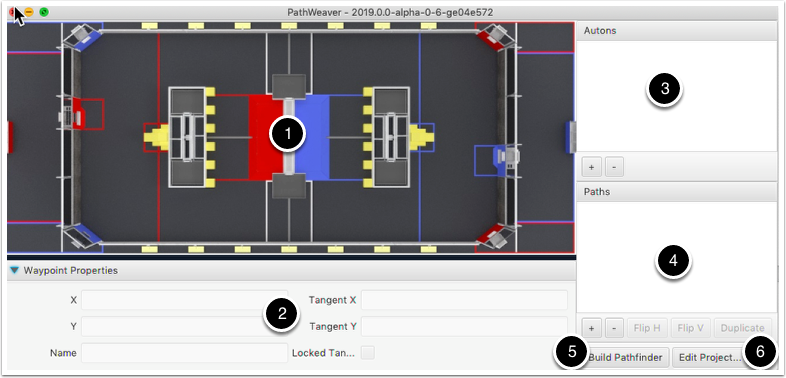 PathWeaver - 2019.0.0-alpha-0-6-ge04e572
Autons
3
1
+ -
Paths
4
Waypoint Properties
X Tangent X
2
Y Tangent Y
+ - Flip H Flip V Duplicate
Name Locked Tan...
5 Build Pathfinder Edit Project... 6